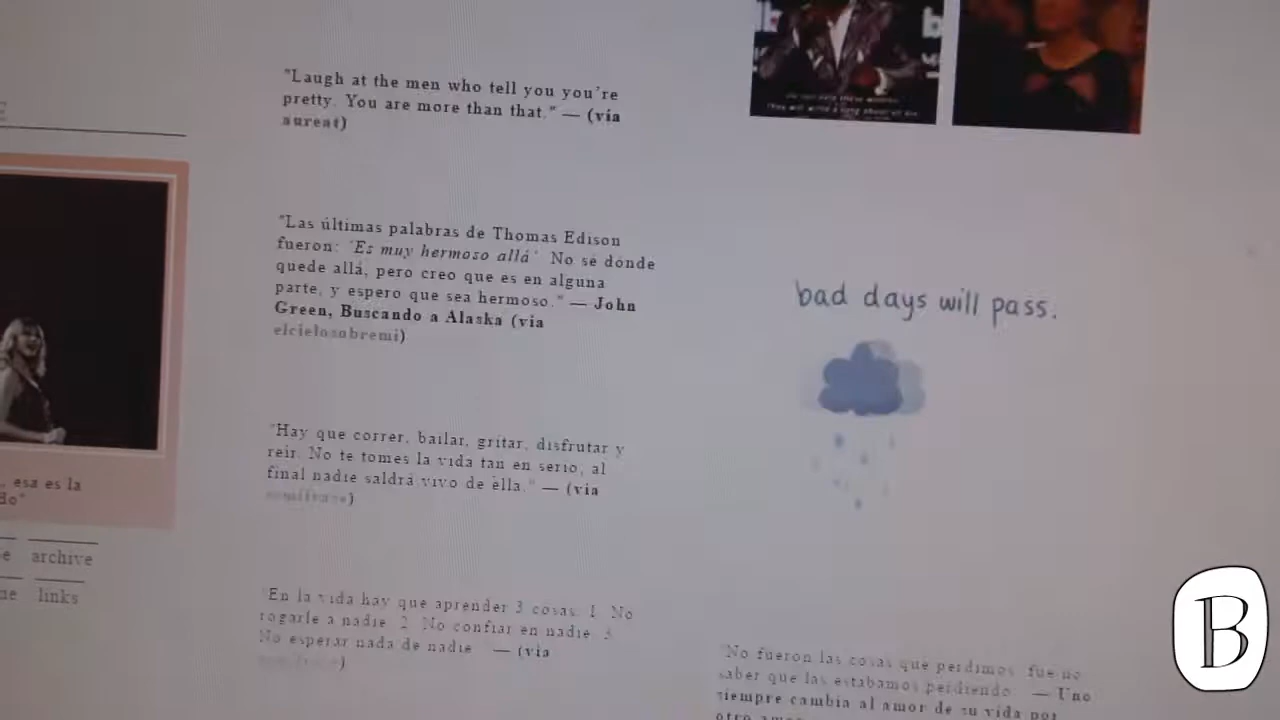 E
"Laugh at the men who tell you you're
pretty. You are more than that." — (via
aureat)
"Las últimas palabras de Thomas Edison
fueron: 'Es muy hermoso allá' No sé dónde
quede allá, pero creo que es en alguna
parte, y espero que sea hermoso." — John
Green, Buscando a Alaska (via
elcielosobremi)
"Hay que correr, bailar, gritar, disfrutar y
reír. No te tomes la vida tan en serio, al
final nadie saldrá vivo de ella." — (via
"En la vida hay que aprender 3 cosas. 1. No
rogarle a nadie. 2. No confiar en nadie. 3.
No esperar nada de nadie — (via
, esa es la
archive
links
bad days will pass.
"No fueron las cosas que perdimos, fue no
saber que las estábamos perdiendo — Uno
siempre cambia al amor de su vida por
B